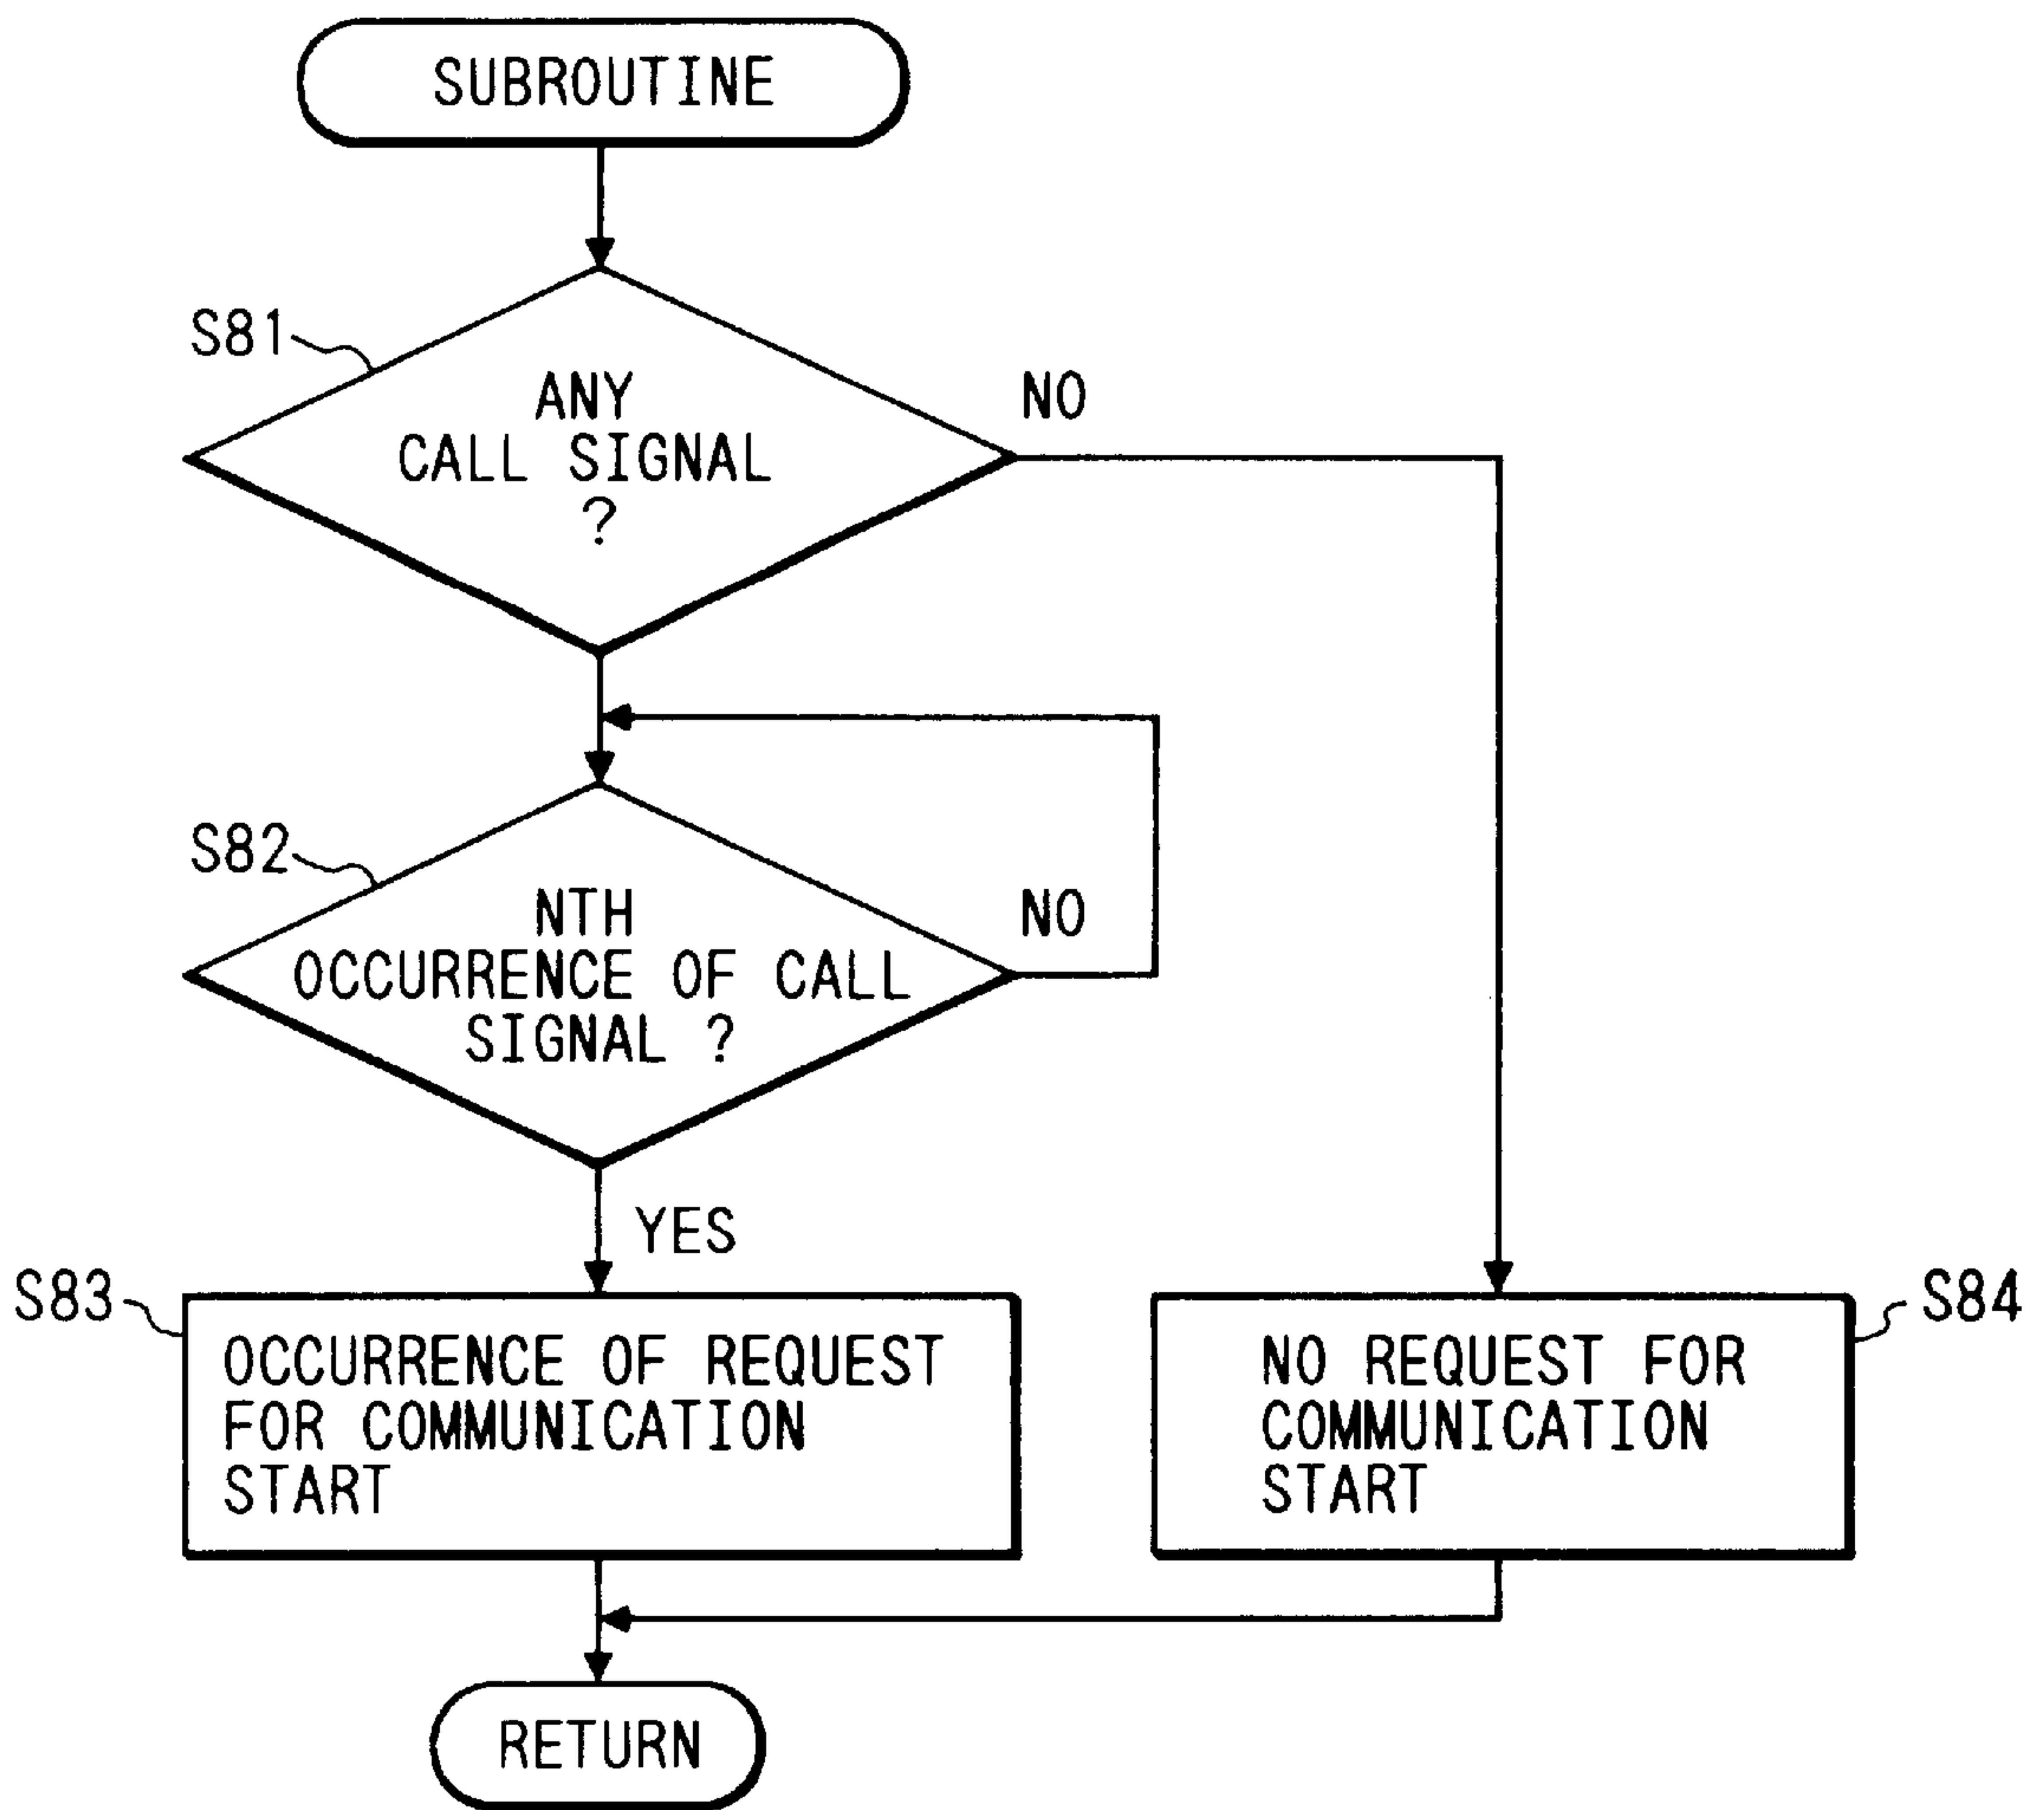 SUBROUTINE
S81
ANY
CALL SIGNAL
?
NO
S82
NTH
OCCURRENCE OF CALL
SIGNAL ?
NO
YES
S83
OCCURRENCE OF REQUEST
FOR COMMUNICATION
START
S84
NO REQUEST FOR
COMMUNICATION
START
RETURN